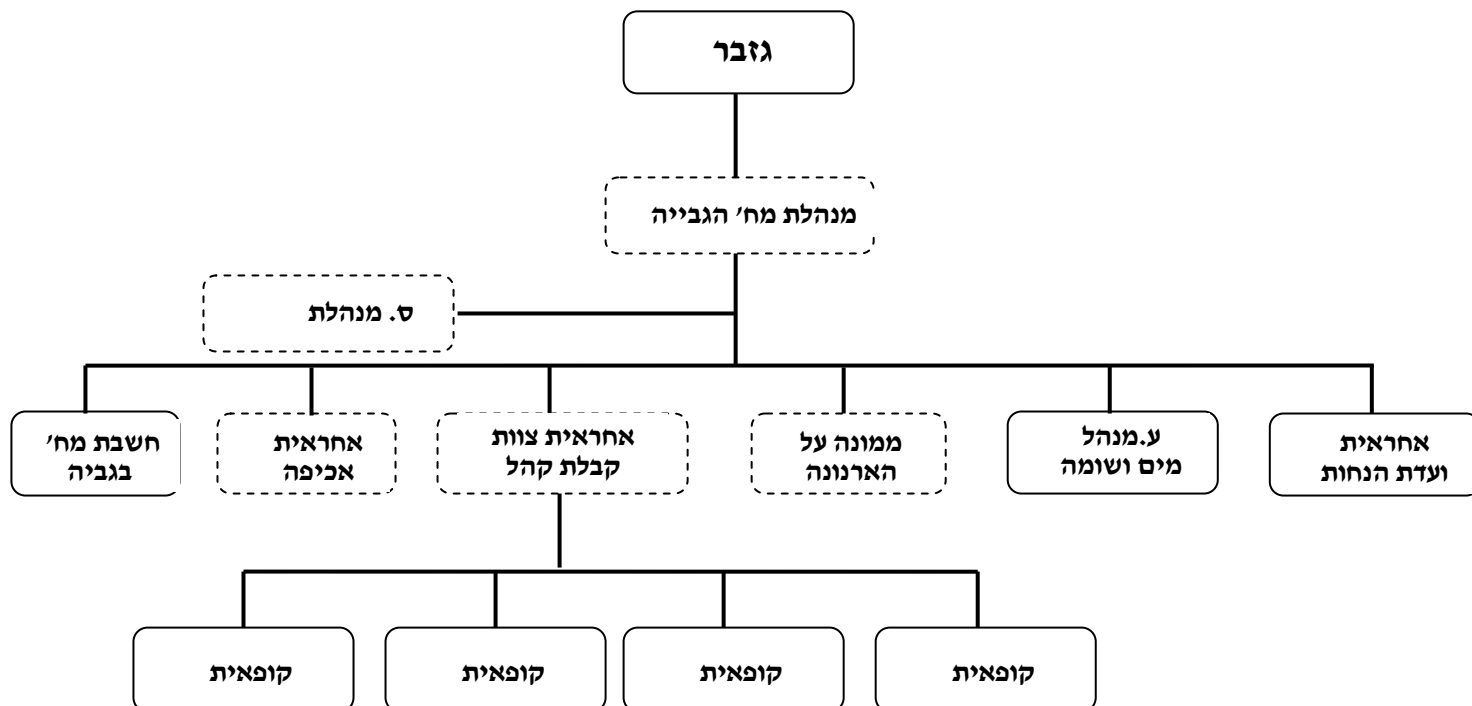 גזבר
מנהלת מח' הגבייה
ס. מנהלת
אחראית
ועדת הנחות
ע.מנהל
מים ושומה
ממונה על
הארנונה
אחראית צוות
קבלת קהל
אחראית
אכיפה
חשבת מח'
בגביה
קופאית
קופאית
קופאית
קופאית